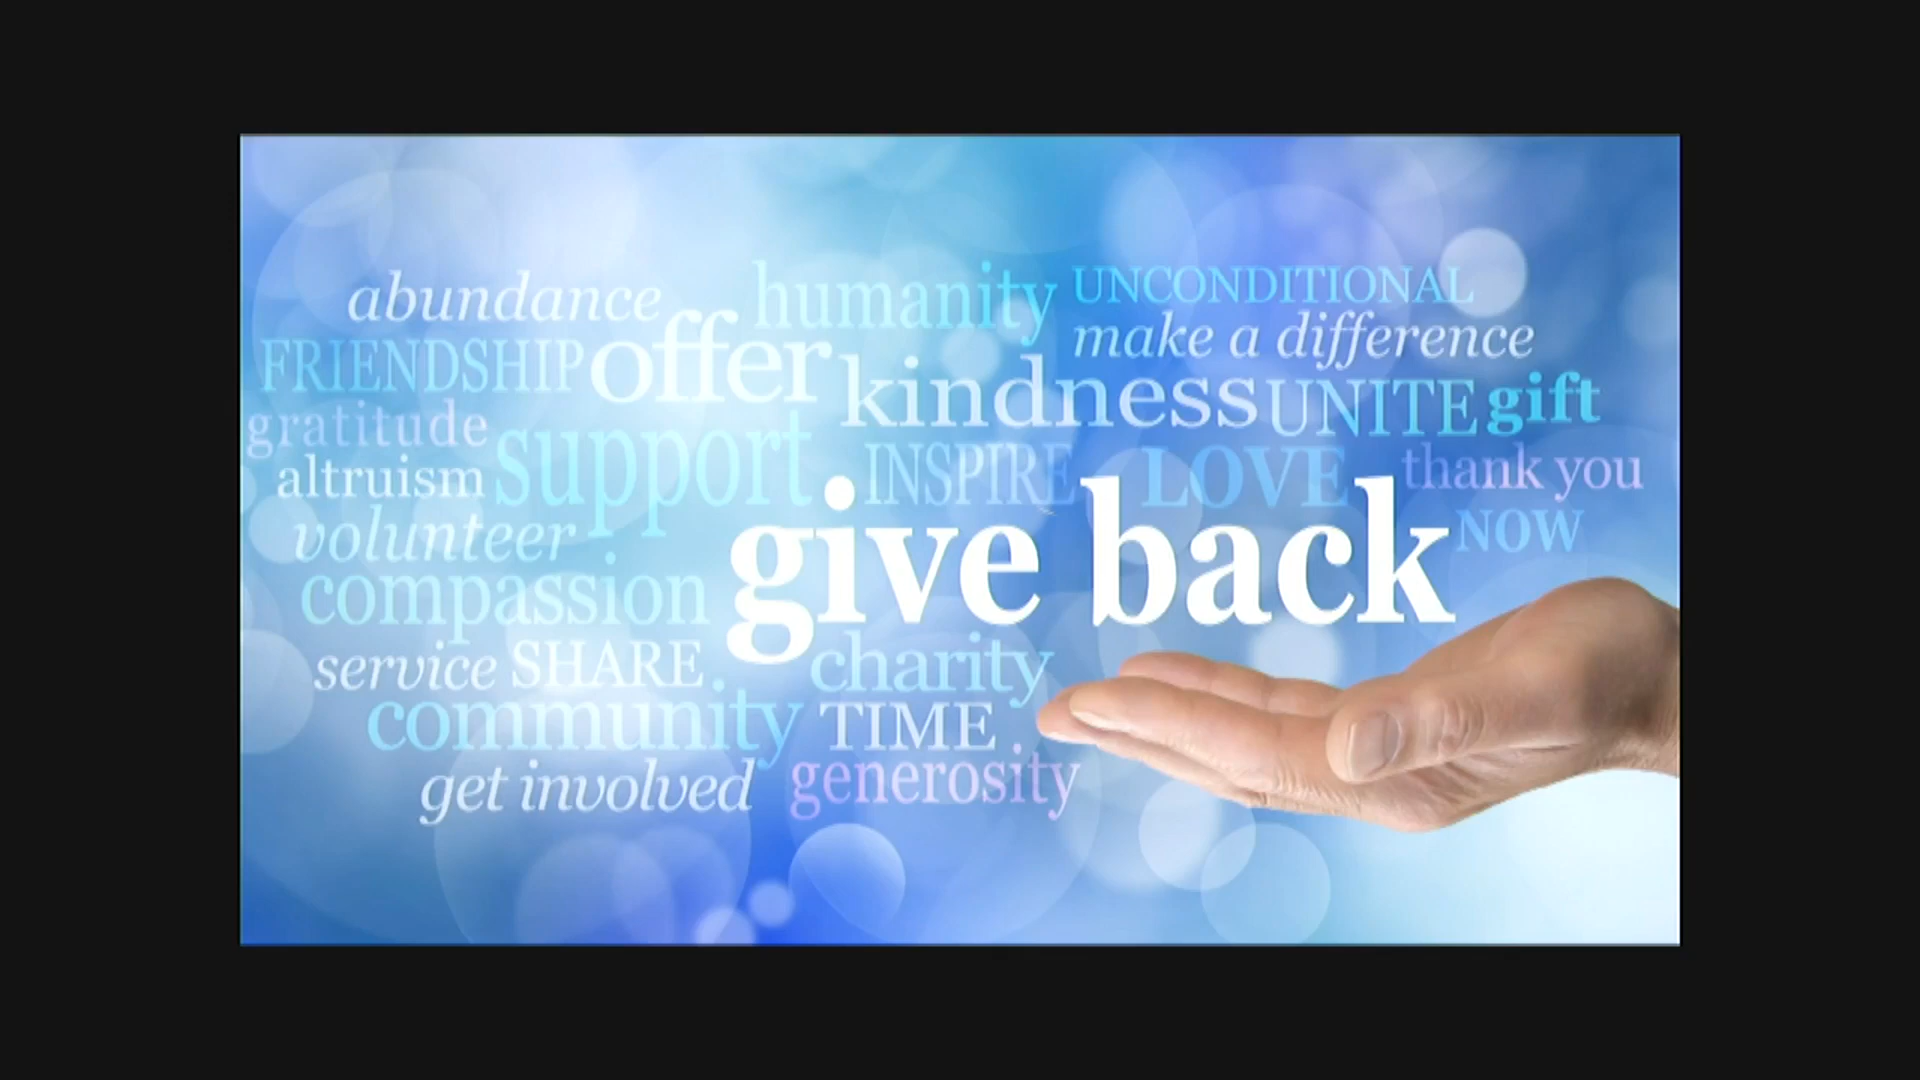 abundance
humanity
UNCONDITIONAL
make a difference
FRIENDSHIP
offer
kindness
UNITE
gift
gratitude
support
INSPIRE
LOVE
thank you
altruism
give back
NOW
volunteer
compassion
service
SHARE
charity
community
TIME
get involved
generosity